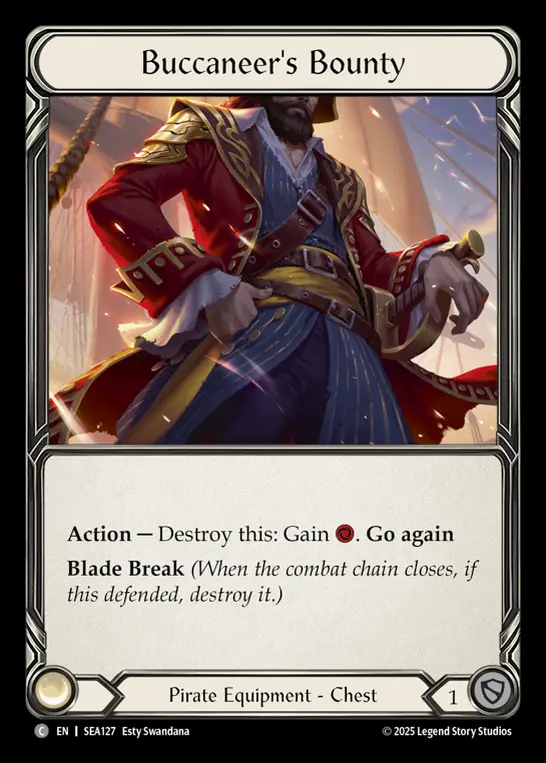 Buccaneer's Bounty
Action — Destroy this: Gain . Go again
Blade Break (When the combat chain closes, if
this defended, destroy it.)
Pirate Equipment - Chest
1
C EN | SEA127 Esty Swandana
© 2025 Legend Story Studios